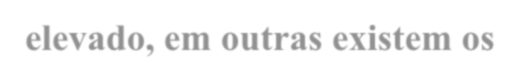 elevado, em outras existem os